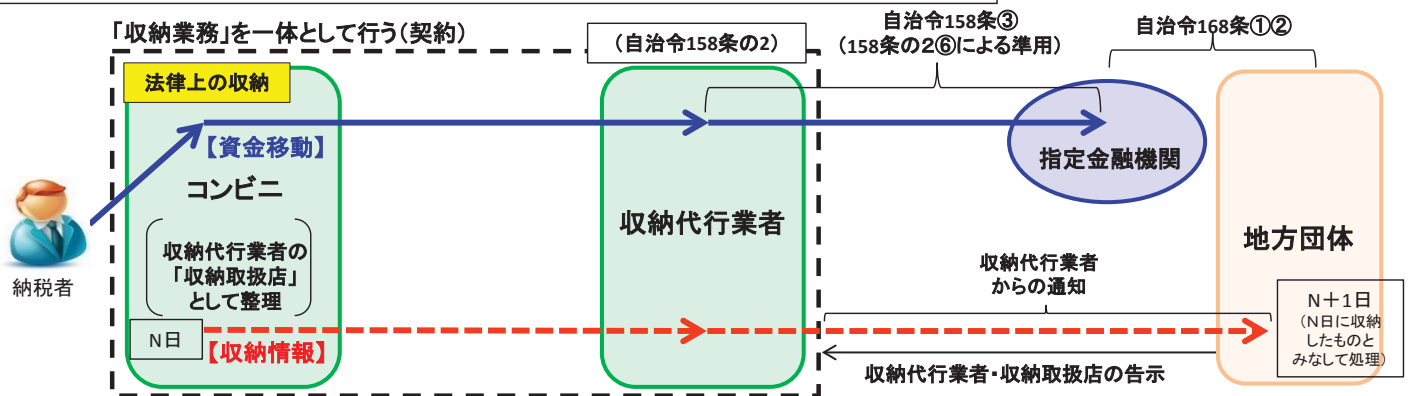 「収納業務」を一体として行う(契約)
(自治令158条の2)
自治令158条③
(158条の2⑥による準用)
自治令168条①②
法律上の収納
【資金移動】
コンビニ
収納代行業者の
「収納取扱店」
として整理
N日
【収納情報】
納税者
収納代行業者
指定金融機関
地方団体
収納代行業者
からの通知
N+1日
(N日に収納
したものと
みなして処理)
収納代行業者・収納取扱店の告示